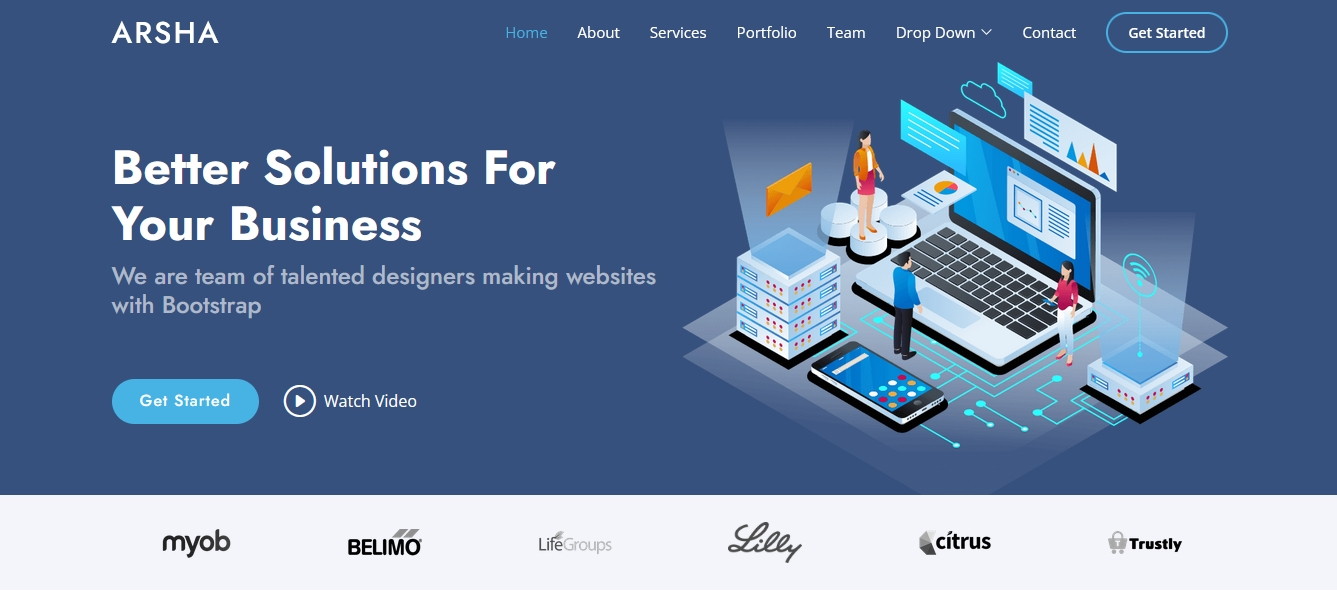 ARSHA
Home About Services Portfolio Team Drop Down Contact Get Started
Better Solutions For
Your Business
We are team of talented designers making websites
with Bootstrap
Get Started Watch Video
myob BELIMO LifeGroups Lilly cítrus Trustly